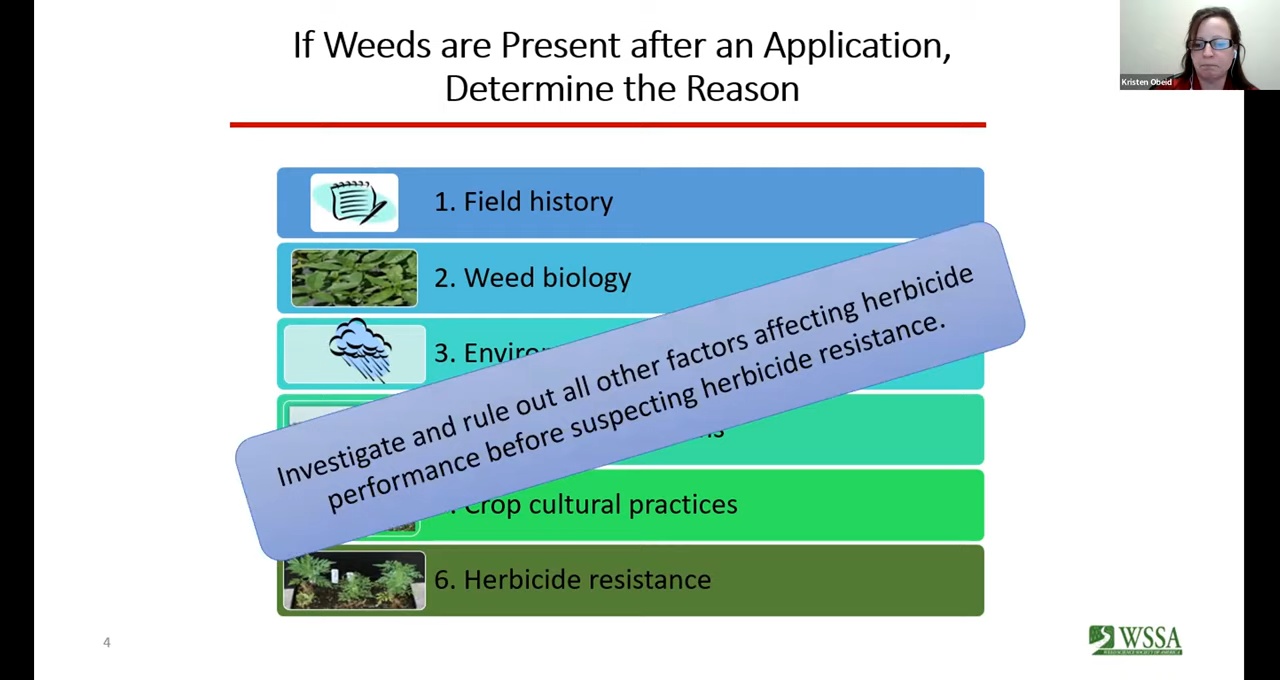 If Weeds are Present after an Application,
Determine the Reason
Kristen Obeid
1. Field history
2. Weed biology
3. Enviro
Investigate and rule out all other factors affecting herbicide
performance before suspecting herbicide resistance.
Crop cultural practices
6. Herbicide resistance
4
WSSA